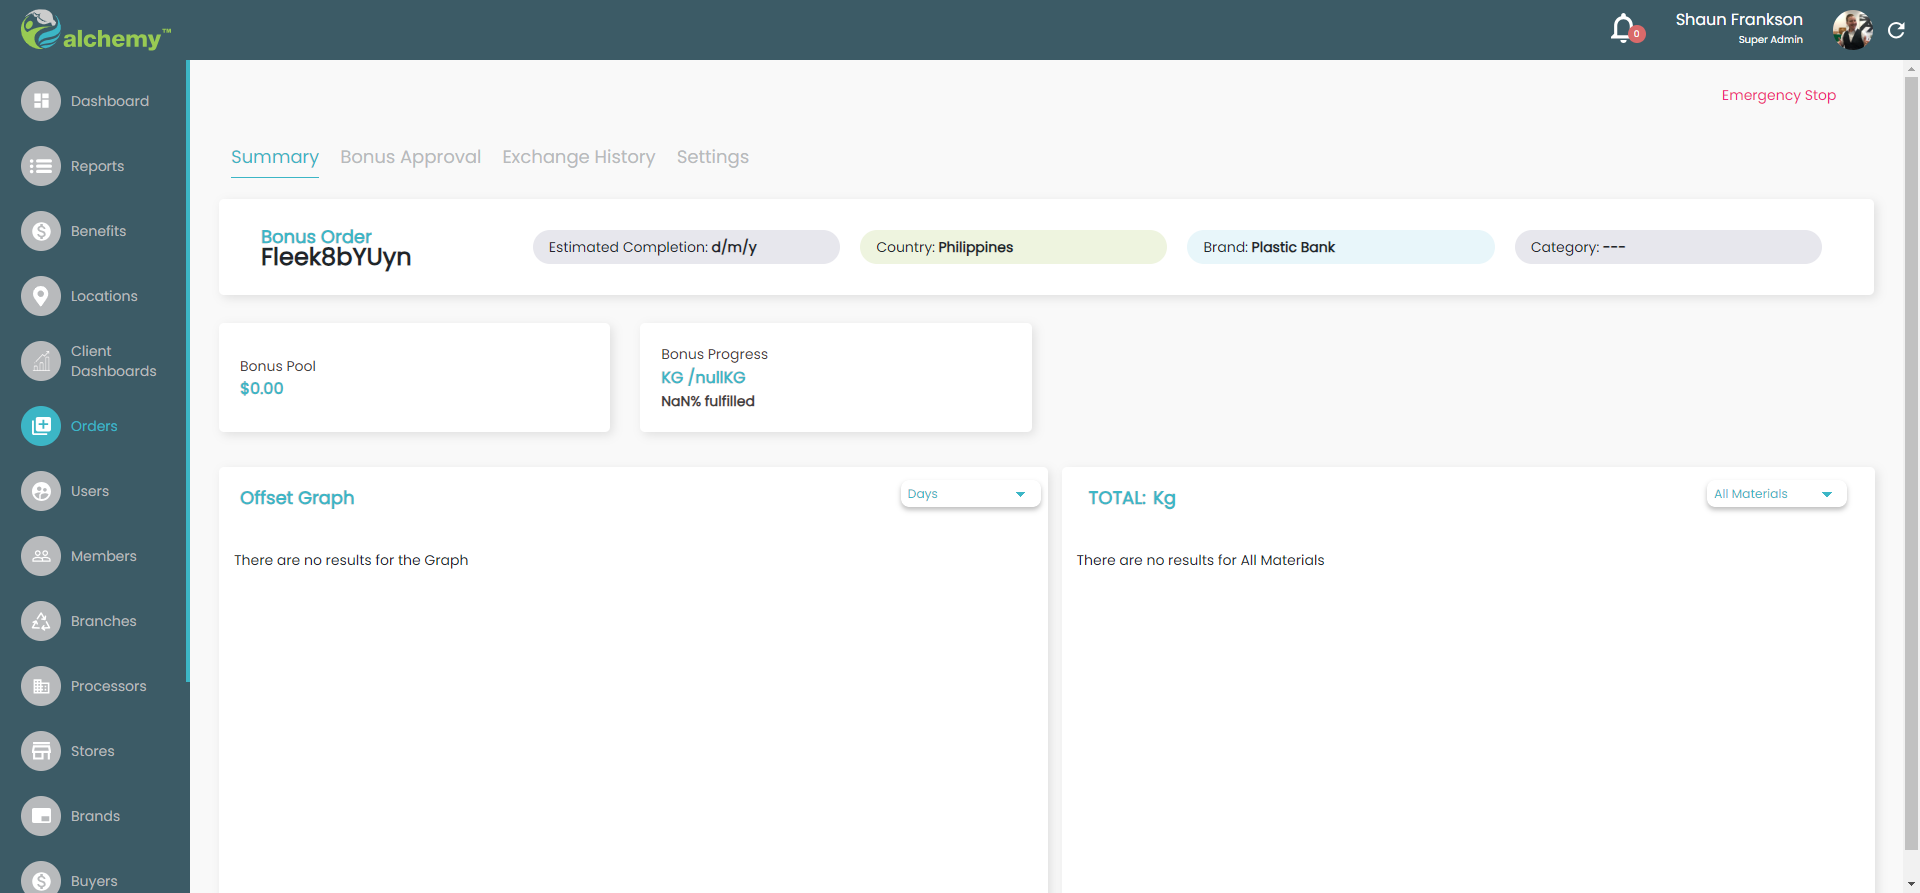 alchemy™
0
Shaun Frankson
Super Admin
Dashboard
Reports
Benefits
Locations
Client
Dashboards
Orders
Users
Members
Branches
Processors
Stores
Brands
Buyers
Emergency Stop
Summary
Bonus Approval
Exchange History
Settings
Bonus Order
Fleek8bYUyn
Estimated Completion: d/m/y
Country: Philippines
Brand: Plastic Bank
Category: ---
Bonus Pool
$0.00
Bonus Progress
KG /nullKG
NaN% fulfilled
Offset Graph
Days
There are no results for the Graph
TOTAL: Kg
All Materials
There are no results for All Materials